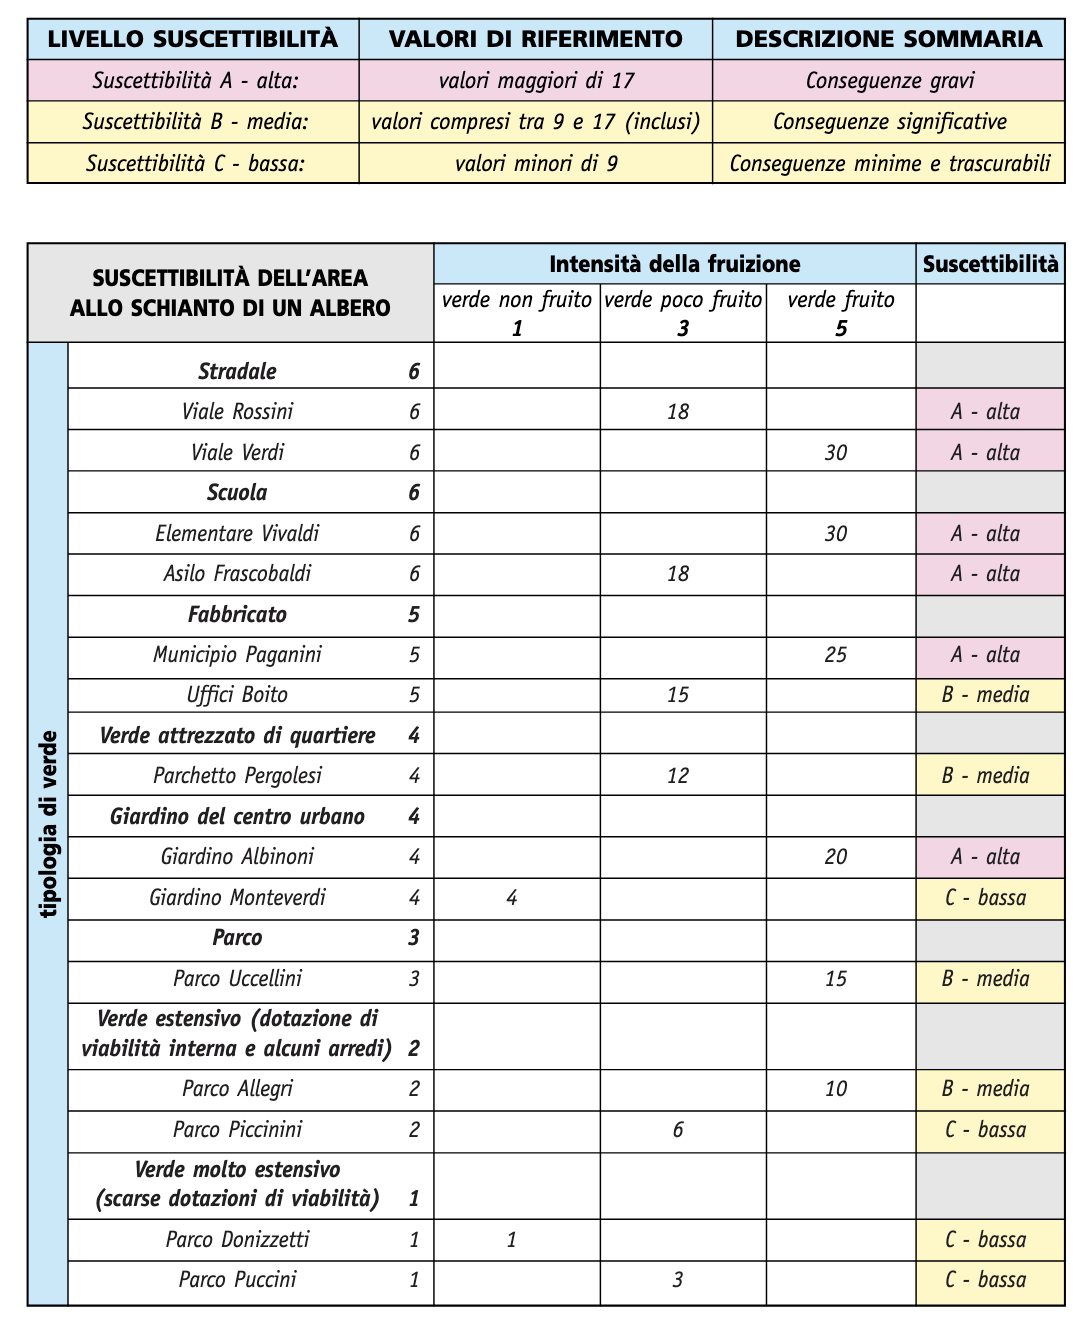 LIVELLO SUSCETTIBILITÀ VALORI DI RIFERIMENTO DESCRIZIONE SOMMARIA
Suscettibilità A - alta: valori maggiori di 17 Conseguenze gravi
Suscettibilità B - media: valori compresi tra 9 e 17 (inclusi) Conseguenze significative
Suscettibilità C - bassa: valori minori di 9 Conseguenze minime e trascurabili
SUSCETTIBILITÀ DELL'AREA
ALLO SCHIANTO DI UN ALBERO
Intensità della fruizione Suscettibilità
verde non fruito verde poco fruito verde fruito
1 3 5
tipologia di verde
Stradale 6
Viale Rossini 6 18 A - alta
Viale Verdi 6 30 A - alta
Scuola 6
Elementare Vivaldi 6 30 A - alta
Asilo Frascobaldi 6 18 A - alta
Fabbricato 5
Municipio Paganini 5 25 A - alta
Uffici Boito 5 15 B - media
Verde attrezzato di quartiere 4
Parchetto Pergolesi 4 12 B - media
Giardino del centro urbano 4
Giardino Albinoni 4 20 A - alta
Giardino Monteverdi 4 4 C - bassa
Parco 3
Parco Uccellini 3 15 B - media
Verde estensivo (dotazione di
viabilità interna e alcuni arredi) 2
Parco Allegri 2 10 B - media
Parco Piccinini 2 6 C - bassa
Verde molto estensivo
(scarse dotazioni di viabilità) 1
Parco Donizzetti 1 1 C - bassa
Parco Puccini 1 3 C - bassa